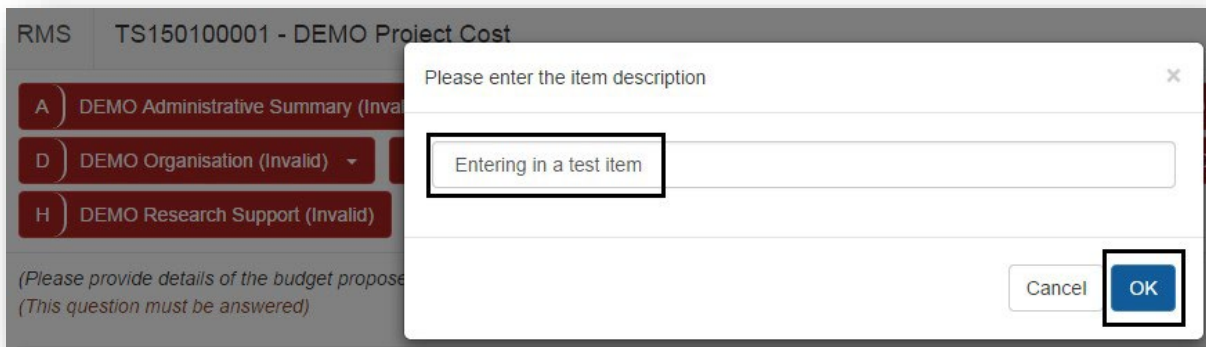 RMS TS150100001 - DEMO Project Cost
Please enter the item description ×
A DEMO Administrative Summary (Inval
Entering in a test item
D DEMO Organisation (Invalid)
H DEMO Research Support (Invalid)
(Please provide details of the budget propose
(This question must be answered)
Cancel OK